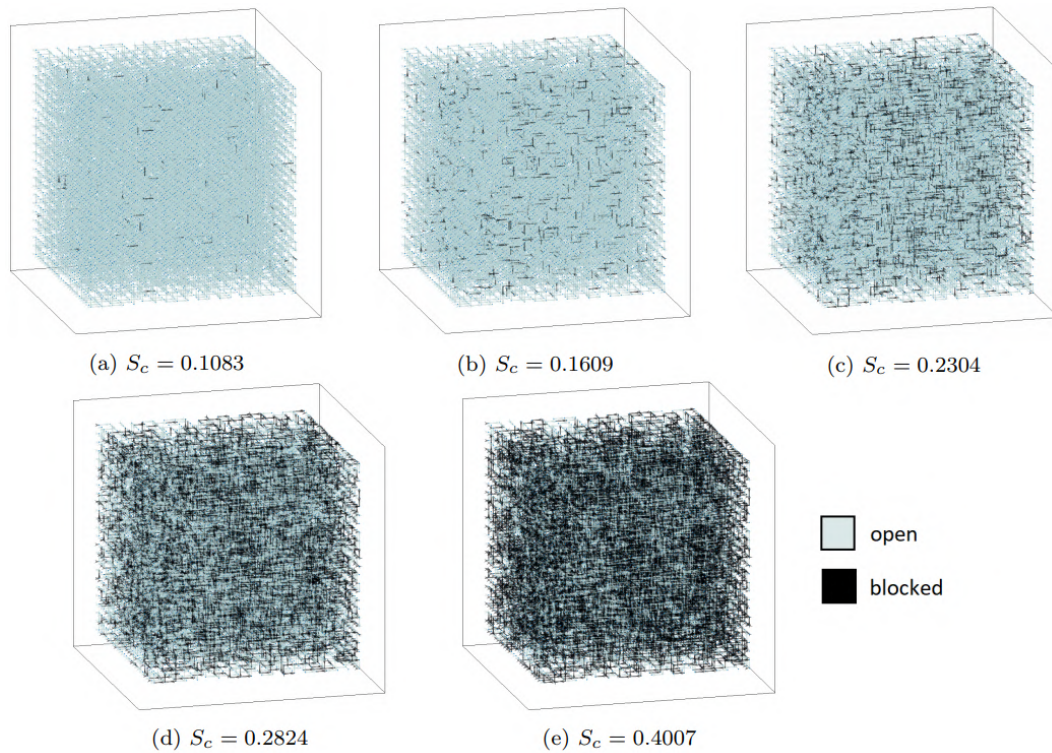 (a) S_c = 0.1083
(b) S_c = 0.1609
(c) S_c = 0.2304
(d) S_c = 0.2824
(e) S_c = 0.4007
open
blocked